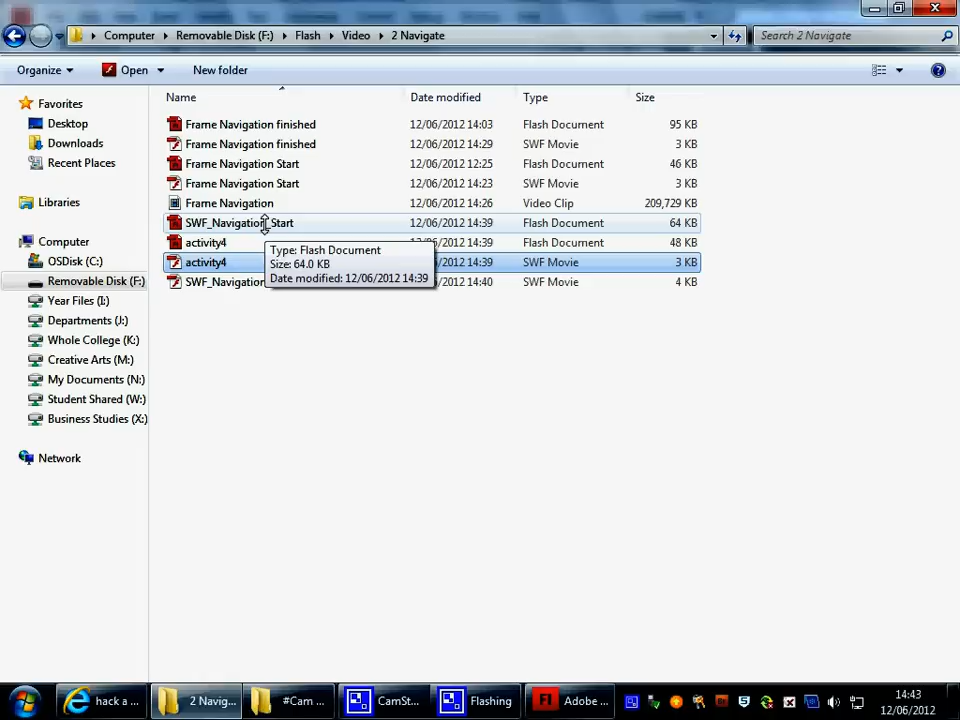 Computer Removable Disk (F:) Flash Video 2 Navigate
Search 2 Navigate
Organize Open New folder
Favorites
Desktop
Downloads
Recent Places
Libraries
Computer
OSDisk (C:)
Removable Disk (F:)
Year Files (I:)
Departments (J:)
Whole College (K:)
Creative Arts (M:)
My Documents (N:)
Student Shared (W:)
Business Studies (X:)
Network
Name Date modified Type Size
Frame Navigation finished 12/06/2012 14:03 Flash Document 95 KB
Frame Navigation finished 12/06/2012 14:29 SWF Movie 3 KB
Frame Navigation Start 12/06/2012 12:25 Flash Document 46 KB
Frame Navigation Start 12/06/2012 14:23 SWF Movie 3 KB
Frame Navigation 12/06/2012 14:26 Video Clip 209,729 KB
SWF_Navigation Start 12/06/2012 14:39 Flash Document 64 KB
activity4 2012 14:39 Flash Document 48 KB
activity4 2012 14:39 SWF Movie 3 KB
SWF_Navigation 2012 14:40 SWF Movie 4 KB
Type: Flash Document
Size: 64.0 KB
Date modified: 12/06/2012 14:39
hack a ... 2 Navig... #Cam ... CamSt... Flashing Adobe ... 14:43
12/06/2012